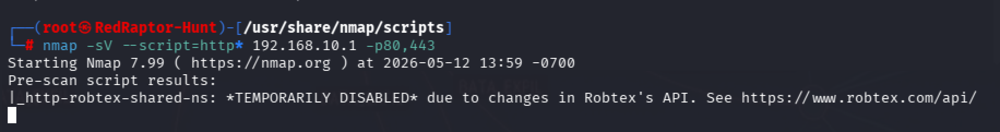 ┌──(root㉿RedRaptor-Hunt)-[/usr/share/nmap/scripts]
└─# nmap -sV --script=http* 192.168.10.1 -p80,443
Starting Nmap 7.99 ( https://nmap.org ) at 2026-05-12 13:59 -0700
Pre-scan script results:
|_http-robtex-shared-ns: *TEMPORARILY DISABLED* due to changes in Robtex's API. See https://www.robtex.com/api/